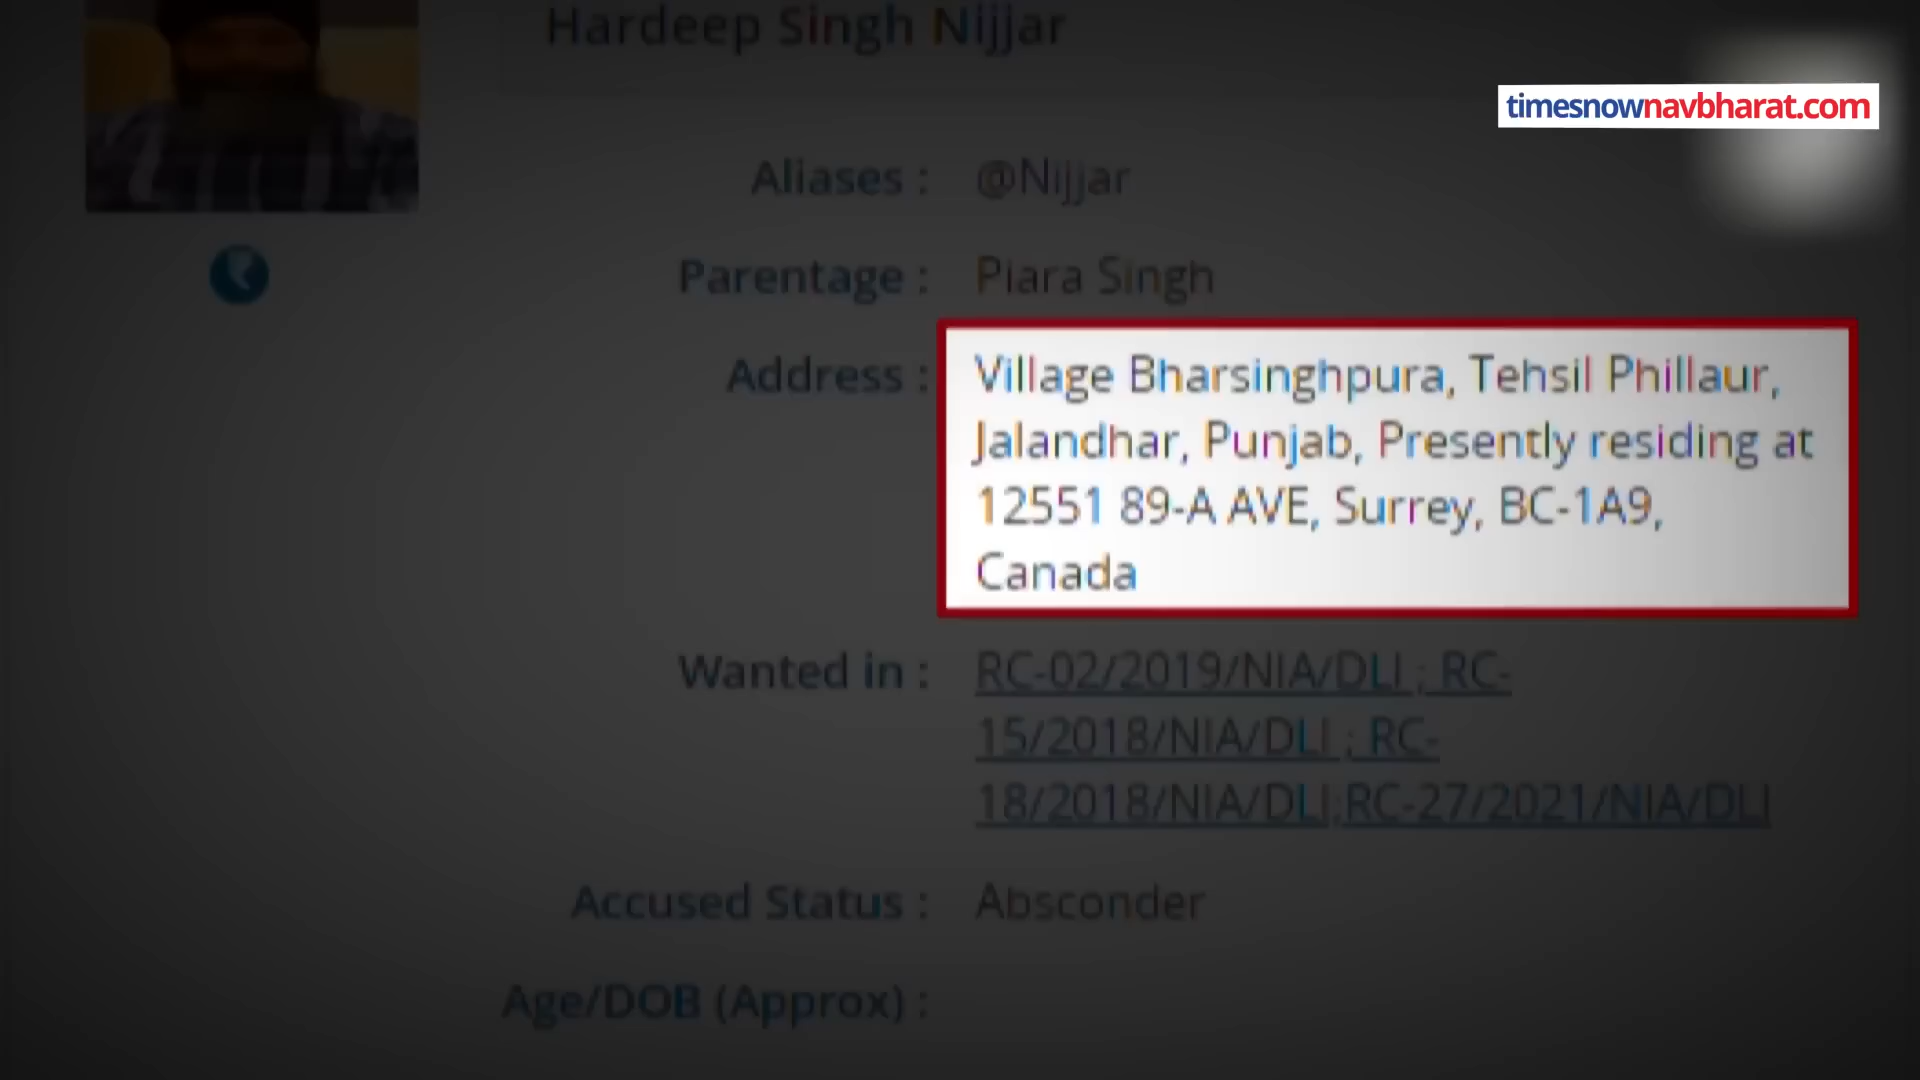 Hardeep Singh Nijjar
timesnownavbharat.com
Aliases : @Nijjar
Parentage : Piara Singh
Address : Village Bharsinghpura, Tehsil Phillaur,
Jalandhar, Punjab, Presently residing at
12551 89-A AVE, Surrey, BC-1A9,
Canada
Wanted in : RC-02/2019/NIA/DLI ; RC-
15/2018/NIA/DLI ; RC-
18/2018/NIA/DLI;RC-27/2021/NIA/DLI
Accused Status : Absconder
Age/DOB (Approx) :